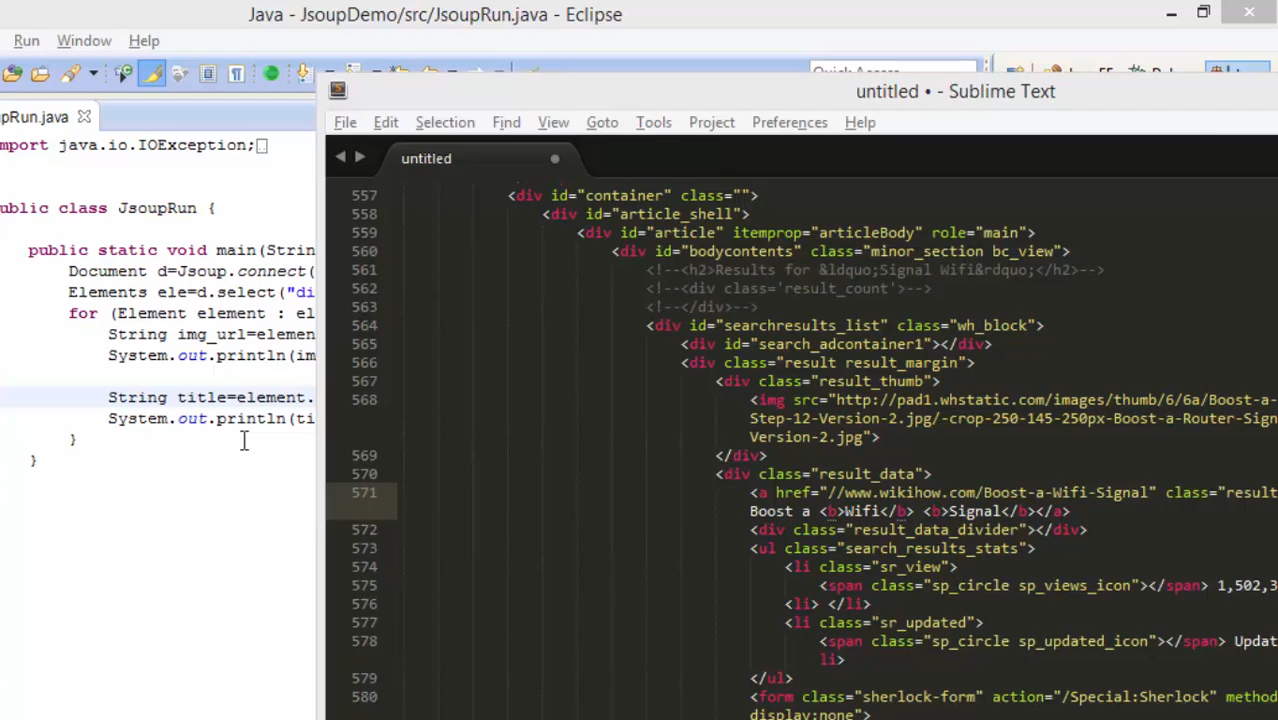 Java - JsoupDemo/src/JsoupRun.java - Eclipse
Run Window Help
pRun.java
mport java.io.IOException;
ublic class JsoupRun {
public static void main(Strin
Document d=Jsoup.connect(
Elements ele=d.select("di
for (Element element : el
String img_url=elemen
System.out.println(im
String title=element.
System.out.println(ti
}
}
untitled • - Sublime Text
File Edit Selection Find View Goto Tools Project Preferences Help
untitled
557 <div id="container" class="">
558 <div id="article_shell">
559 <div id="article" itemprop="articleBody" role="main">
560 <div id="bodycontents" class="minor_section bc_view">
561 <!--<h2>Results for &ldquo;Signal Wifi&rdquo;</h2>-->
562 <!--<div class='result_count'>-->
563 <!--</div>-->
564 <div id="searchresults_list" class="wh_block">
565 <div id="search_adcontainer1"></div>
566 <div class="result result_margin">
567 <div class="result_thumb">
568 <img src="http://pad1.whstatic.com/images/thumb/6/6a/Boost-a-
Step-12-Version-2.jpg/-crop-250-145-250px-Boost-a-Router-Sign
Version-2.jpg">
569 </div>
570 <div class="result_data">
571 <a href="//www.wikihow.com/Boost-a-Wifi-Signal" class="result
Boost a <b>Wifi</b> <b>Signal</b></a>
572 <div class="result_data_divider"></div>
573 <ul class="search_results_stats">
574 <li class="sr_view">
575 <span class="sp_circle sp_views_icon"></span> 1,502,3
576 <li> </li>
577 <li class="sr_updated">
578 <span class="sp_circle sp_updated_icon"></span> Updat
li>
579 </ul>
580 <form class="sherlock-form" action="/Special:Sherlock" method
display:none">